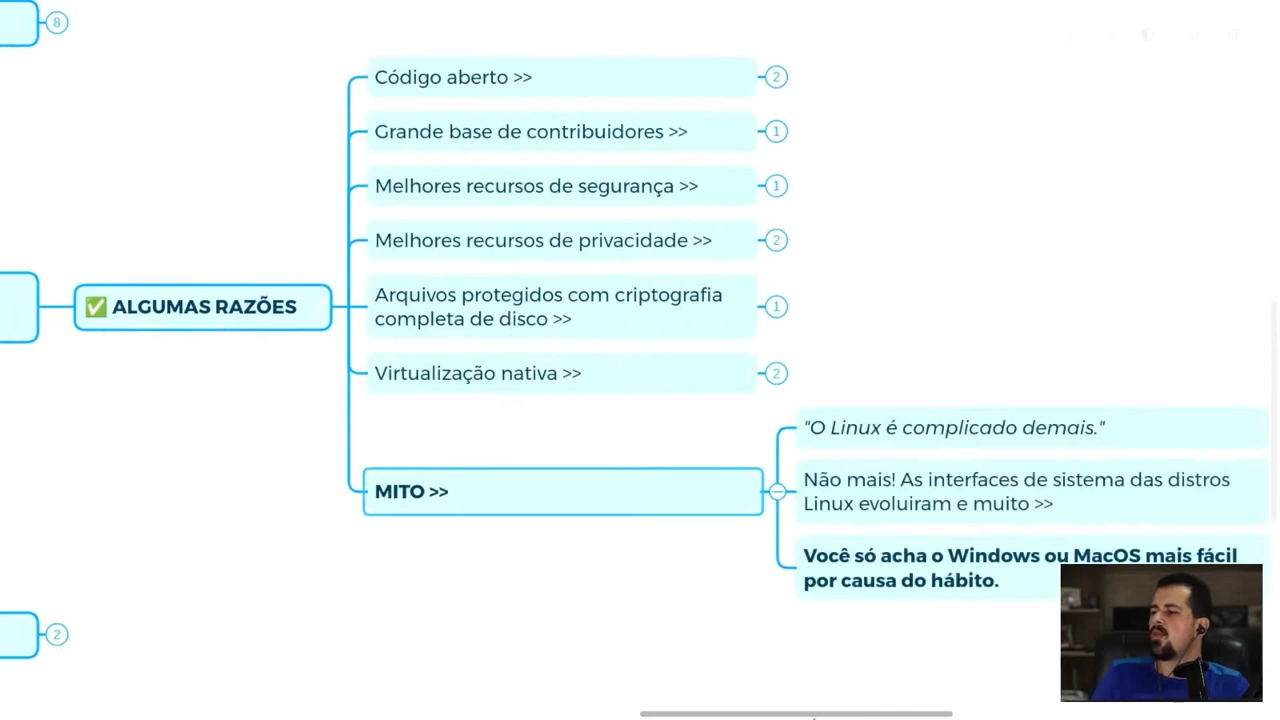 8
Código aberto >>
2
Grande base de contribuidores >>
1
Melhores recursos de segurança >>
1
Melhores recursos de privacidade >>
2
✅ ALGUMAS RAZÕES
Arquivos protegidos com criptografia
completa de disco >>
1
Virtualização nativa >>
2
MITO >>
"O Linux é complicado demais."
Não mais! As interfaces de sistema das distros
Linux evoluiram e muito >>
Você só acha o Windows ou MacOS mais fácil
por causa do hábito.
2